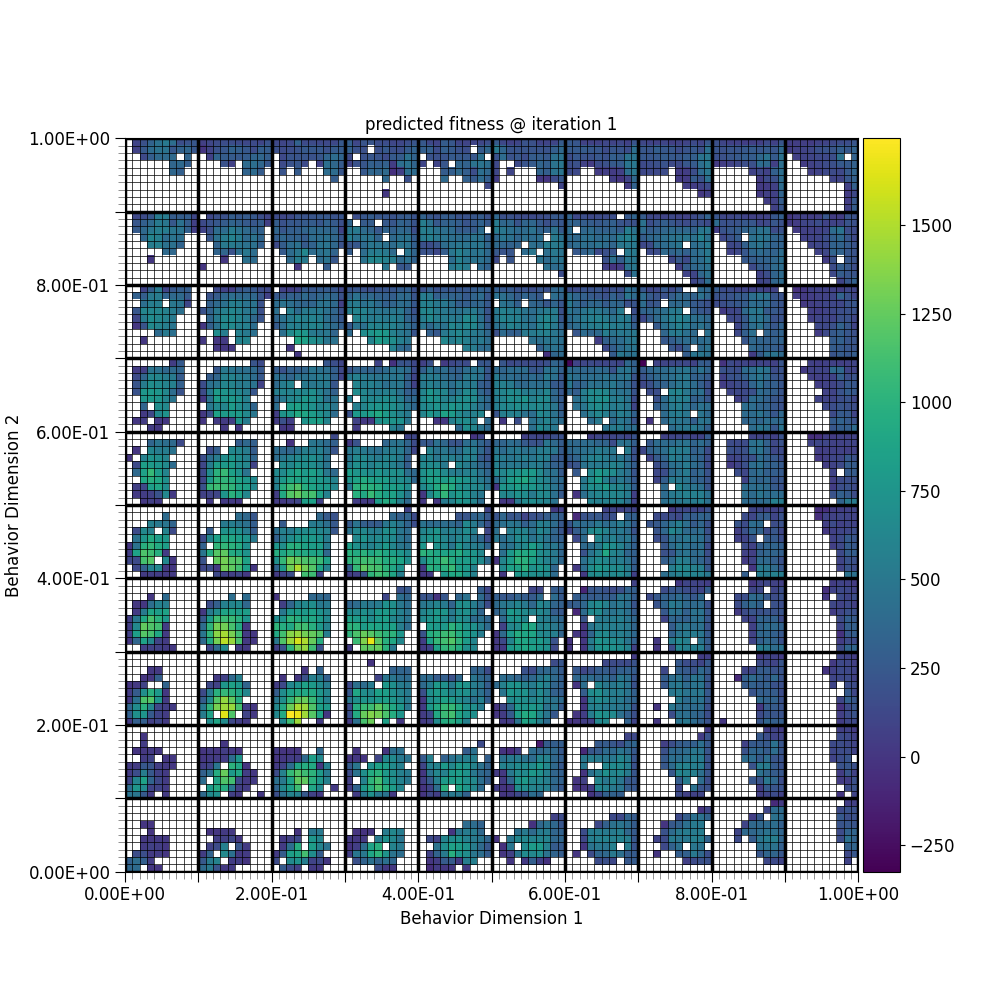 predicted fitness @ iteration 1
1.00E+00
8.00E-01
6.00E-01
4.00E-01
2.00E-01
0.00E+00
Behavior Dimension 2
0.00E+00 2.00E-01 4.00E-01 6.00E-01 8.00E-01 1.00E+00
Behavior Dimension 1
1500
1250
1000
750
500
250
0
−250